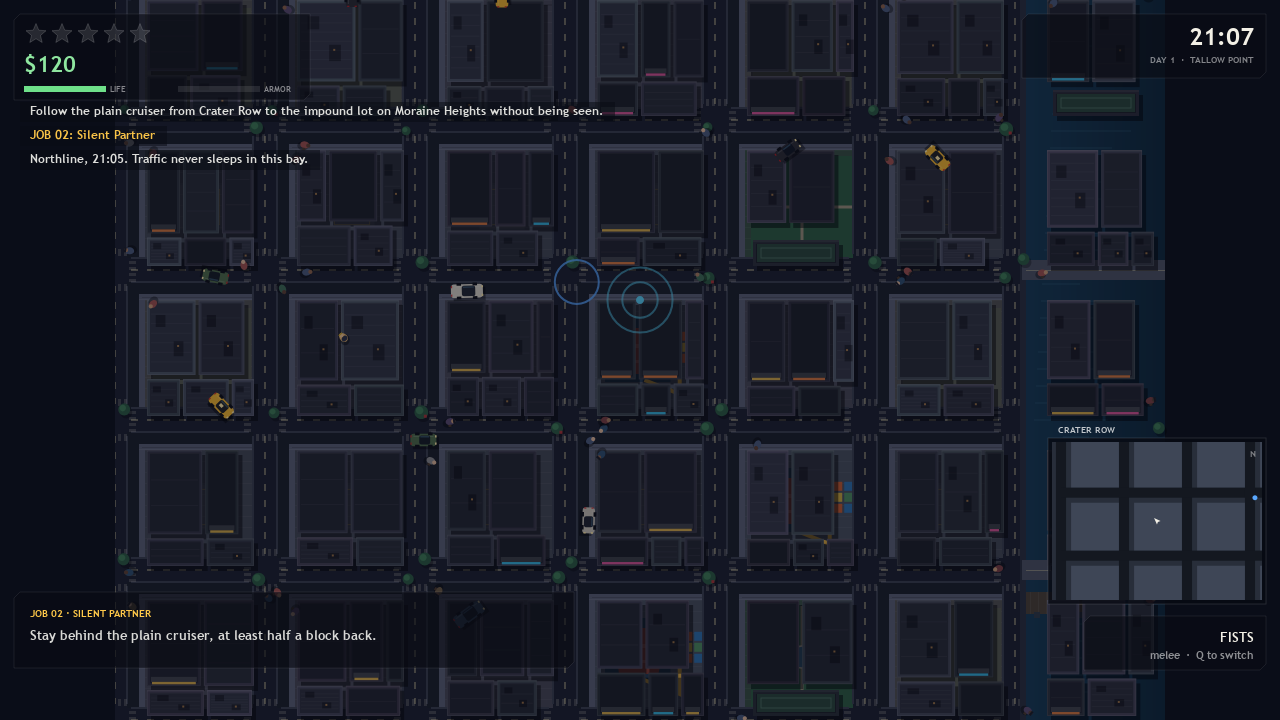 $120
LIFE
ARMOR
Follow the plain cruiser from Crater Row to the impound lot on Moraine Heights without being seen.
JOB 02: Silent Partner
Northline, 21:05. Traffic never sleeps in this bay.
21:07
DAY 1 · TALLOW POINT
CRATER ROW
N
JOB 02 · SILENT PARTNER
Stay behind the plain cruiser, at least half a block back.
FISTS
melee · Q to switch